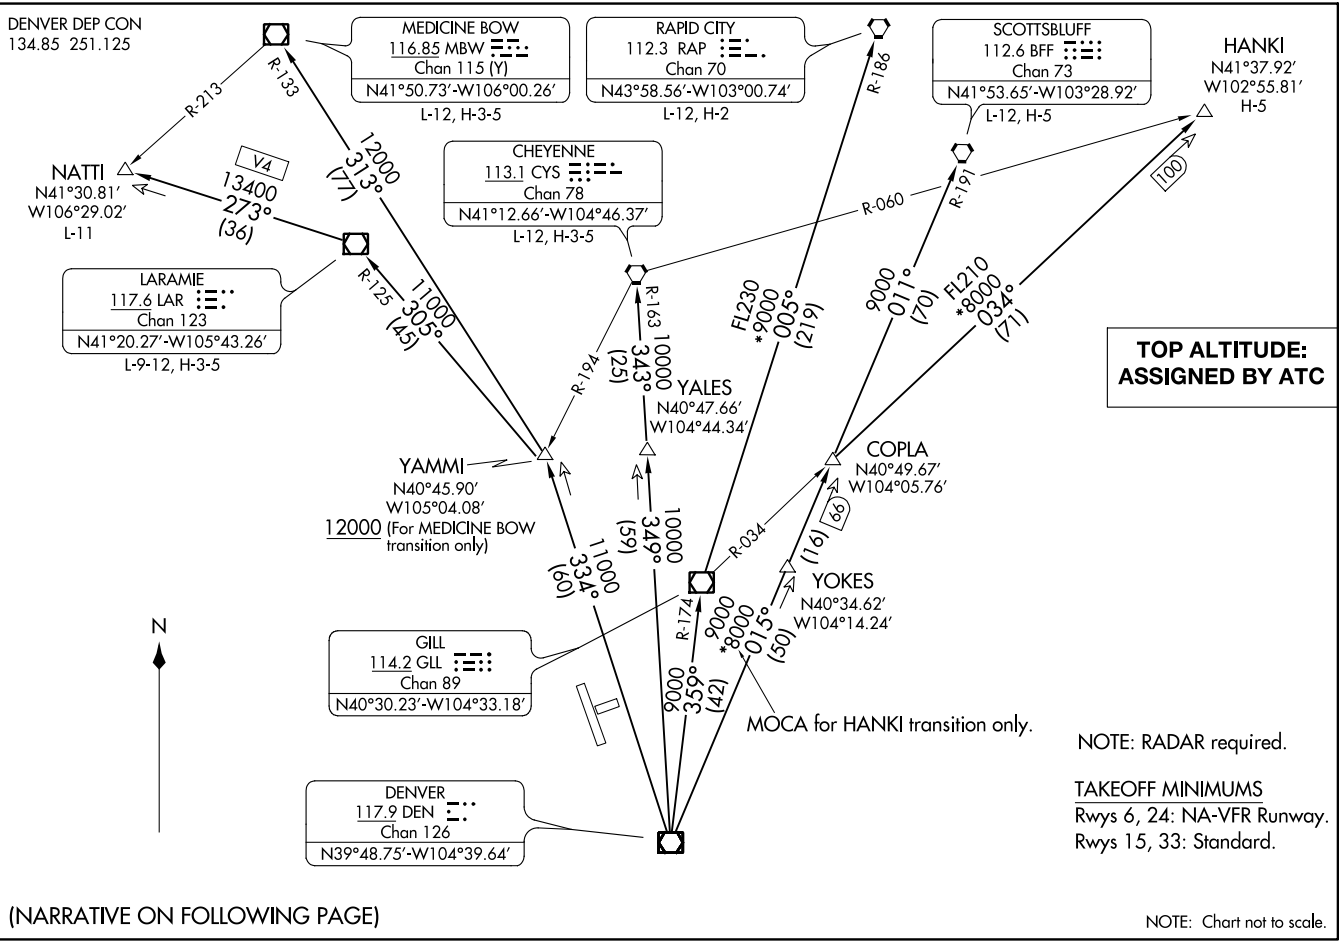 DENVER DEP CON
134.85 251.125
MEDICINE BOW
116.85 MBW
Chan 115 (Y)
N41°50.73′-W106°00.26′
L-12, H-3-5
RAPID CITY
112.3 RAP
Chan 70
N43°58.56′-W103°00.74′
L-12, H-2
SCOTTSBLUFF
112.6 BFF
Chan 73
N41°53.65′-W103°28.92′
L-12, H-5
HANKI
N41°37.92′
W102°55.81′
H-5
R-213
R-133
R-186
R-191
R-060
100
NATTI
N41°30.81′
W106°29.02′
L-11
V4
13400
273°
(36)
12000
313°
(77)
CHEYENNE
113.1 CYS
Chan 78
N41°12.66′-W104°46.37′
L-12, H-3-5
LARAMIE
117.6 LAR
Chan 123
N41°20.27′-W105°43.26′
L-9-12, H-3-5
R-125
11000
305°
(45)
R-194
R-163
10000
343°
(25)
FL230
*9000
005°
(219)
9000
011°
(70)
FL210
*8000
034°
(71)
TOP ALTITUDE:
ASSIGNED BY ATC
YALES
N40°47.66′
W104°44.34′
YAMMI
N40°45.90′
W105°04.08′
12000 (For MEDICINE BOW
transition only)
COPLA
N40°49.67′
W104°05.76′
11000
334°
(60)
10000
349°
(59)
R-034
(16)
66
YOKES
N40°34.62′
W104°14.24′
GILL
114.2 GLL
Chan 89
N40°30.23′-W104°33.18′
R-174
9000
359°
(42)
9000
*8000
015°
(50)
MOCA for HANKI transition only.
N
DENVER
117.9 DEN
Chan 126
N39°48.75′-W104°39.64′
NOTE: RADAR required.
TAKEOFF MINIMUMS
Rwys 6, 24: NA-VFR Runway.
Rwys 15, 33: Standard.
(NARRATIVE ON FOLLOWING PAGE)
NOTE: Chart not to scale.